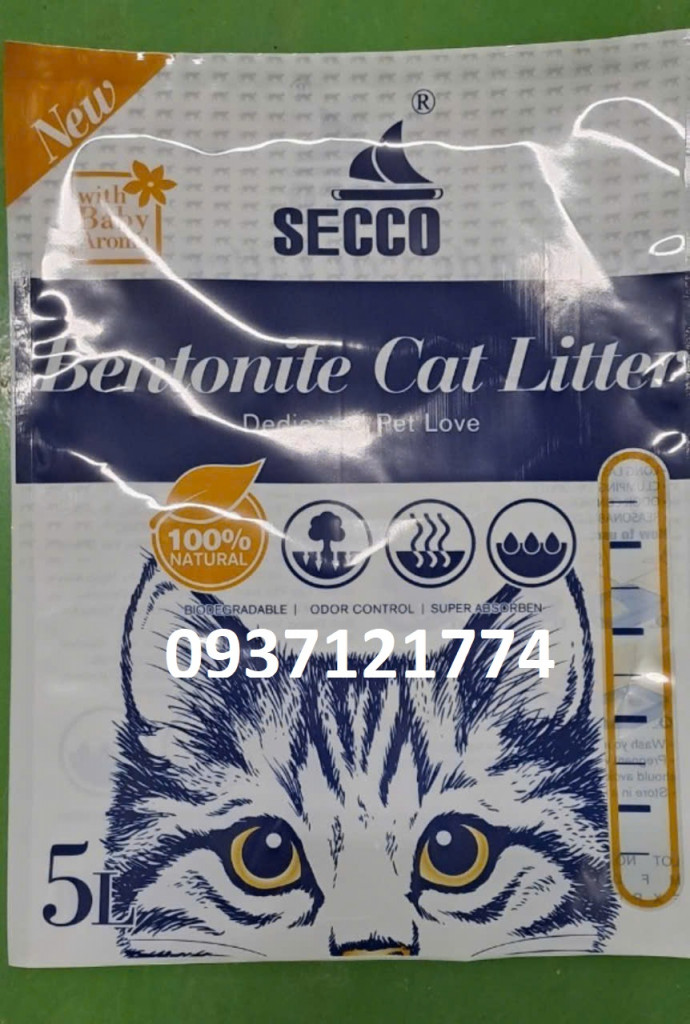 New
®
with
Baby
Aroma
SECCO
Bentonite Cat Litter
Pet Love
100%
NATURAL
BIODEGRADABLE | ODOR CONTROL | SUPER ABSORBEN
0937121774
5L